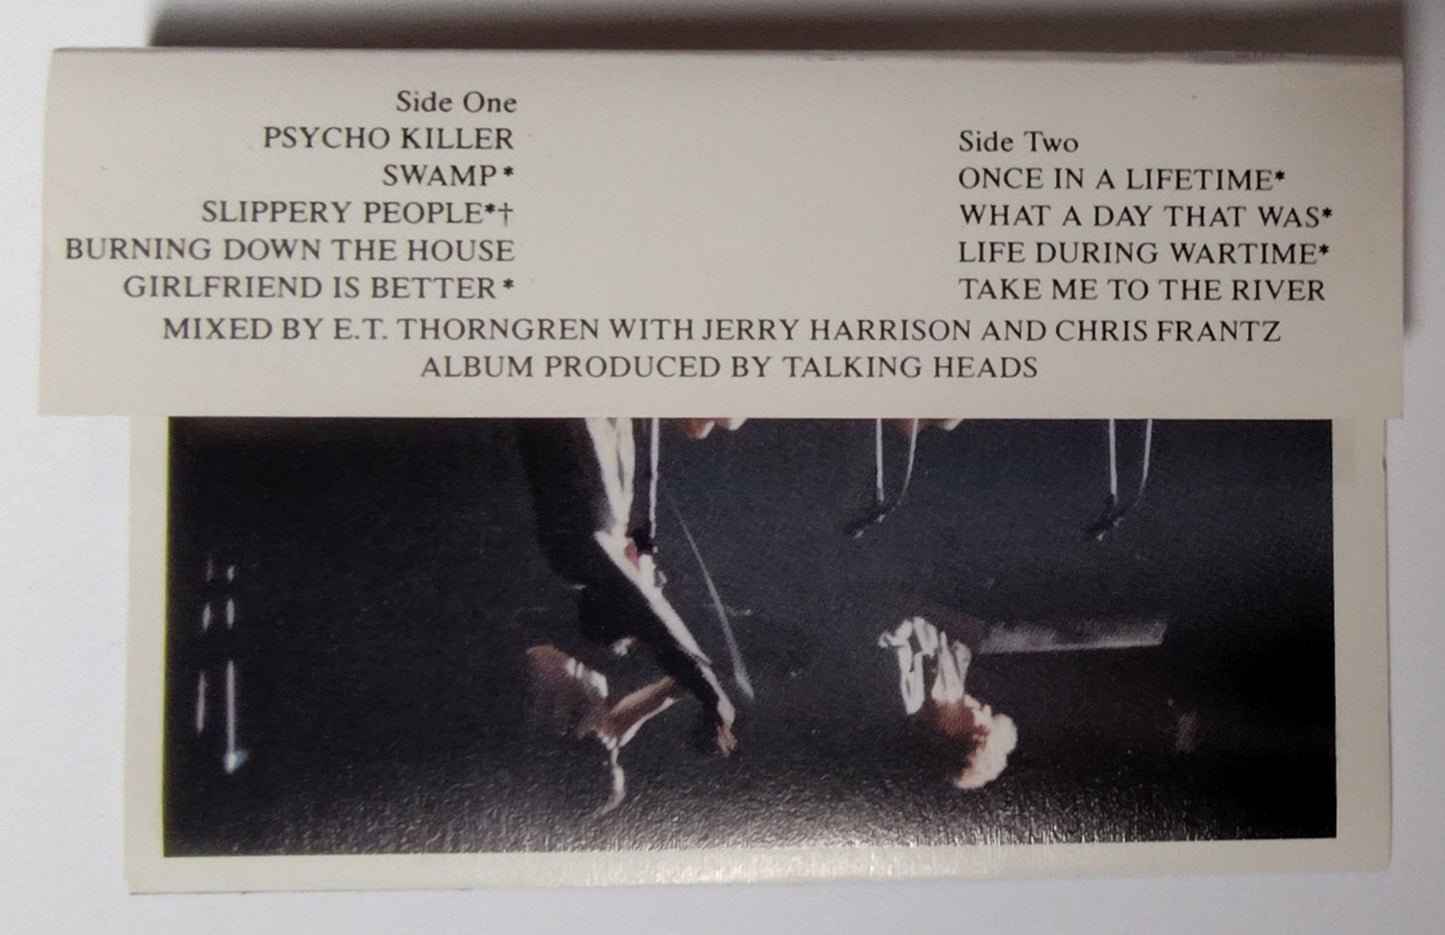 Side One
PSYCHO KILLER
SWAMP*
SLIPPERY PEOPLE*†
BURNING DOWN THE HOUSE
GIRLFRIEND IS BETTER*
Side Two
ONCE IN A LIFETIME*
WHAT A DAY THAT WAS*
LIFE DURING WARTIME*
TAKE ME TO THE RIVER
MIXED BY E.T. THORNGREN WITH JERRY HARRISON AND CHRIS FRANTZ
ALBUM PRODUCED BY TALKING HEADS